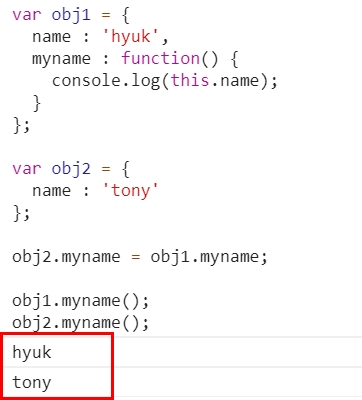 var obj1 = {
  name : 'hyuk',
  myname : function() {
    console.log(this.name);
  }
};

var obj2 = {
  name : 'tony'
};

obj2.myname = obj1.myname;

obj1.myname();
obj2.myname();
hyuk
tony